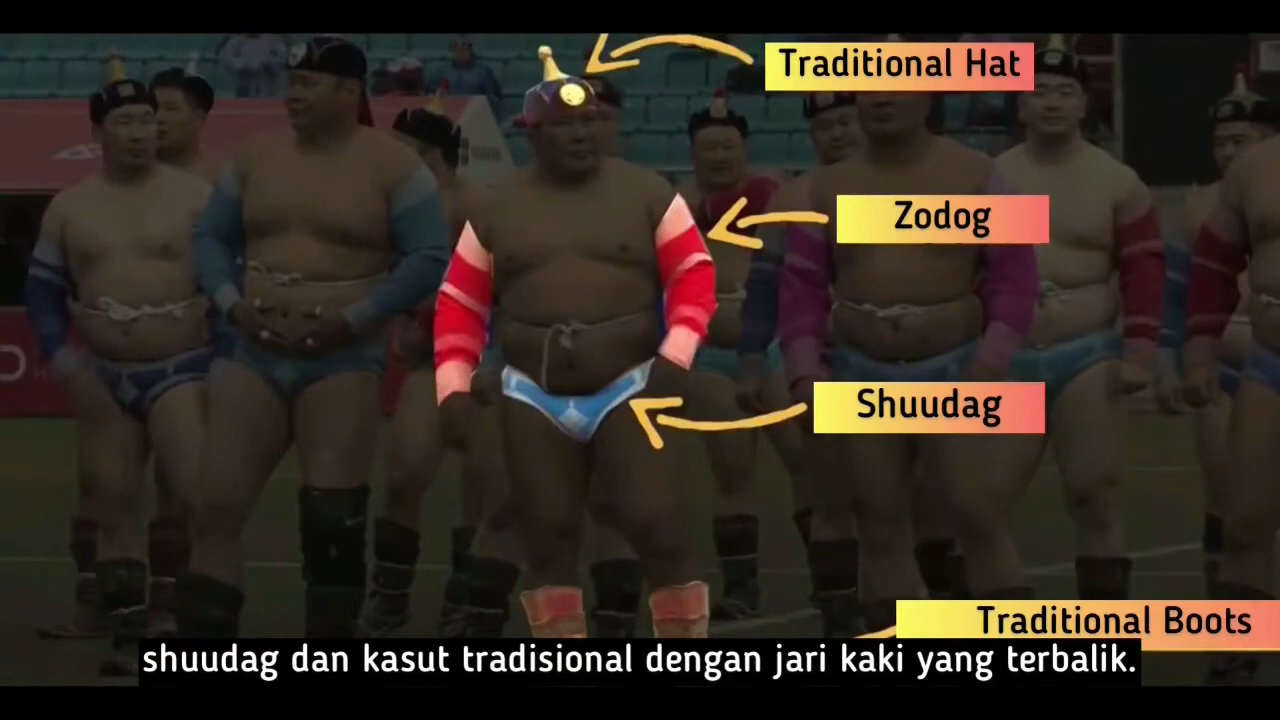 Traditional Hat
Zodog
Shuudag
Traditional Boots
shuudag dan kasut tradisional dengan jari kaki yang terbalik.